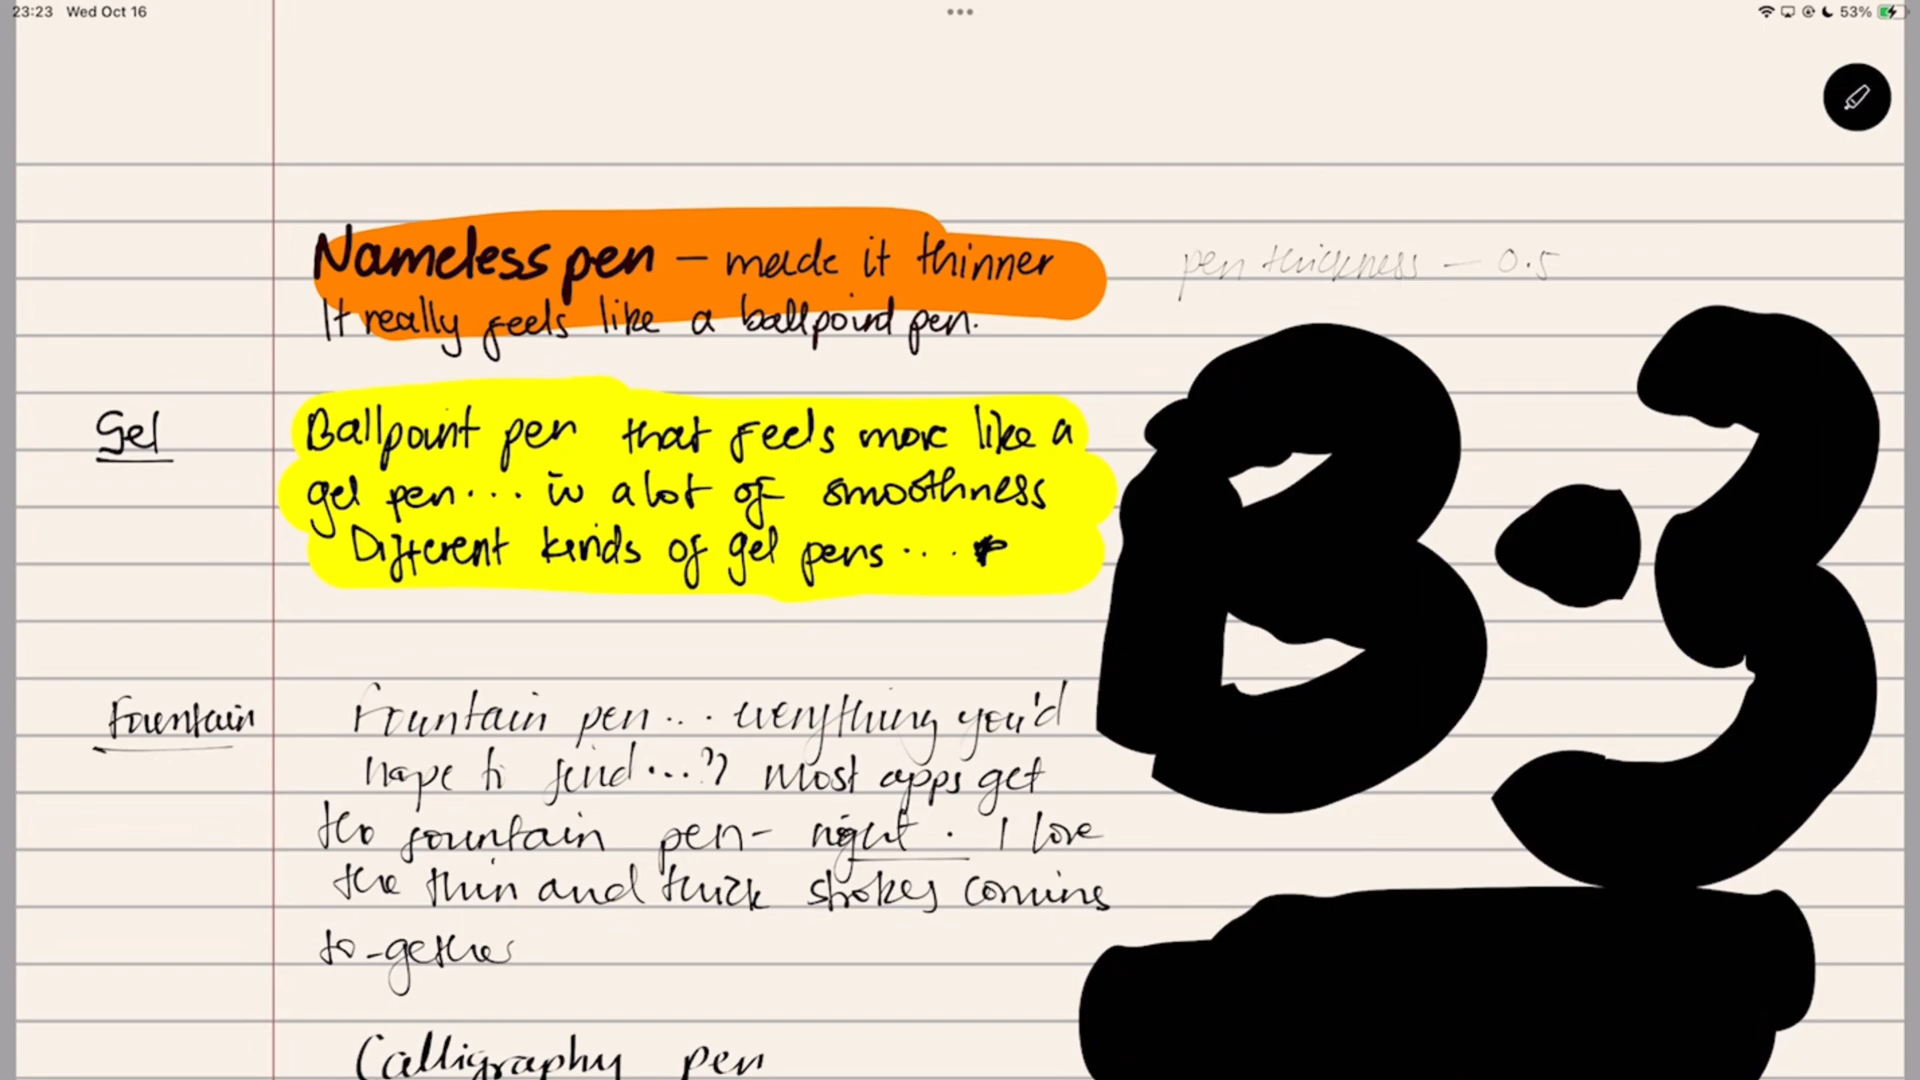 23:23 Wed Oct 16
53%
Nameless pen – made it thinner
pen thickness – 0.5
It really feels like a ballpoint pen.
Gel
Ballpoint pen that feels more like a
gel pen... is a lot of smoothness
Different kinds of gel pens...
B.3
Fountain
Fountain pen... everything you'd
hope to find...?? Most apps get
the fountain pen- right. I love
the thin and thick strokes coming
to-gether
Calligraphy pen